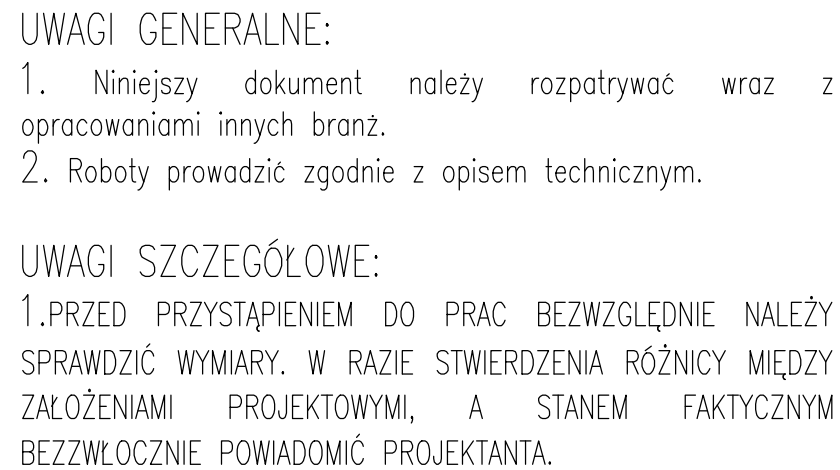 UWAGI GENERALNE:
1. Niniejszy dokument należy rozpatrywać wraz z
opracowaniami innych branż.
2. Roboty prowadzić zgodnie z opisem technicznym.
UWAGI SZCZEGÓŁOWE:
1.PRZED PRZYSTĄPIENIEM DO PRAC BEZWZGLĘDNIE NALEŻY
SPRAWDZIĆ WYMIARY. W RAZIE STWIERDZENIA RÓŻNICY MIĘDZY
ZAŁOŻENIAMI PROJEKTOWYMI, A STANEM FAKTYCZNYM
BEZZWŁOCZNIE POWIADOMIĆ PROJEKTANTA.